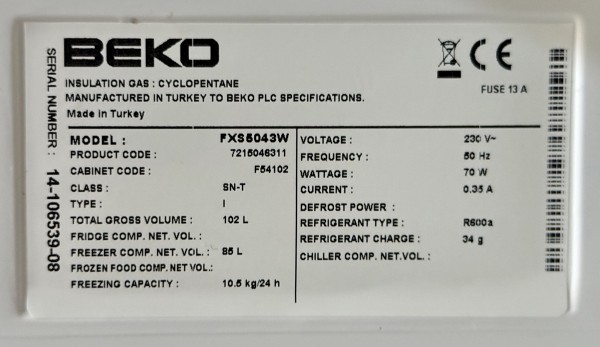 BEKO
CE
FUSE 13 A
INSULATION GAS : CYCLOPENTANE
MANUFACTURED IN TURKEY TO BEKO PLC SPECIFICATIONS.
Made in Turkey
SERIAL NUMBER : 14-106539-08
MODEL : FXS5043W
PRODUCT CODE : 7215046311
CABINET CODE : F54102
CLASS : SN-T
TYPE : I
TOTAL GROSS VOLUME : 102 L
FRIDGE COMP. NET. VOL. :
FREEZER COMP. NET VOL. : 85 L
FROZEN FOOD COMP. NET VOL.:
FREEZING CAPACITY : 10.5 kg/24 h
VOLTAGE : 230 V~
FREQUENCY : 50 Hz
WATTAGE : 70 W
CURRENT : 0.35 A
DEFROST POWER :
REFRIGERANT TYPE : R600a
REFRIGERANT CHARGE : 34 g
CHILLER COMP. NET.VOL. :